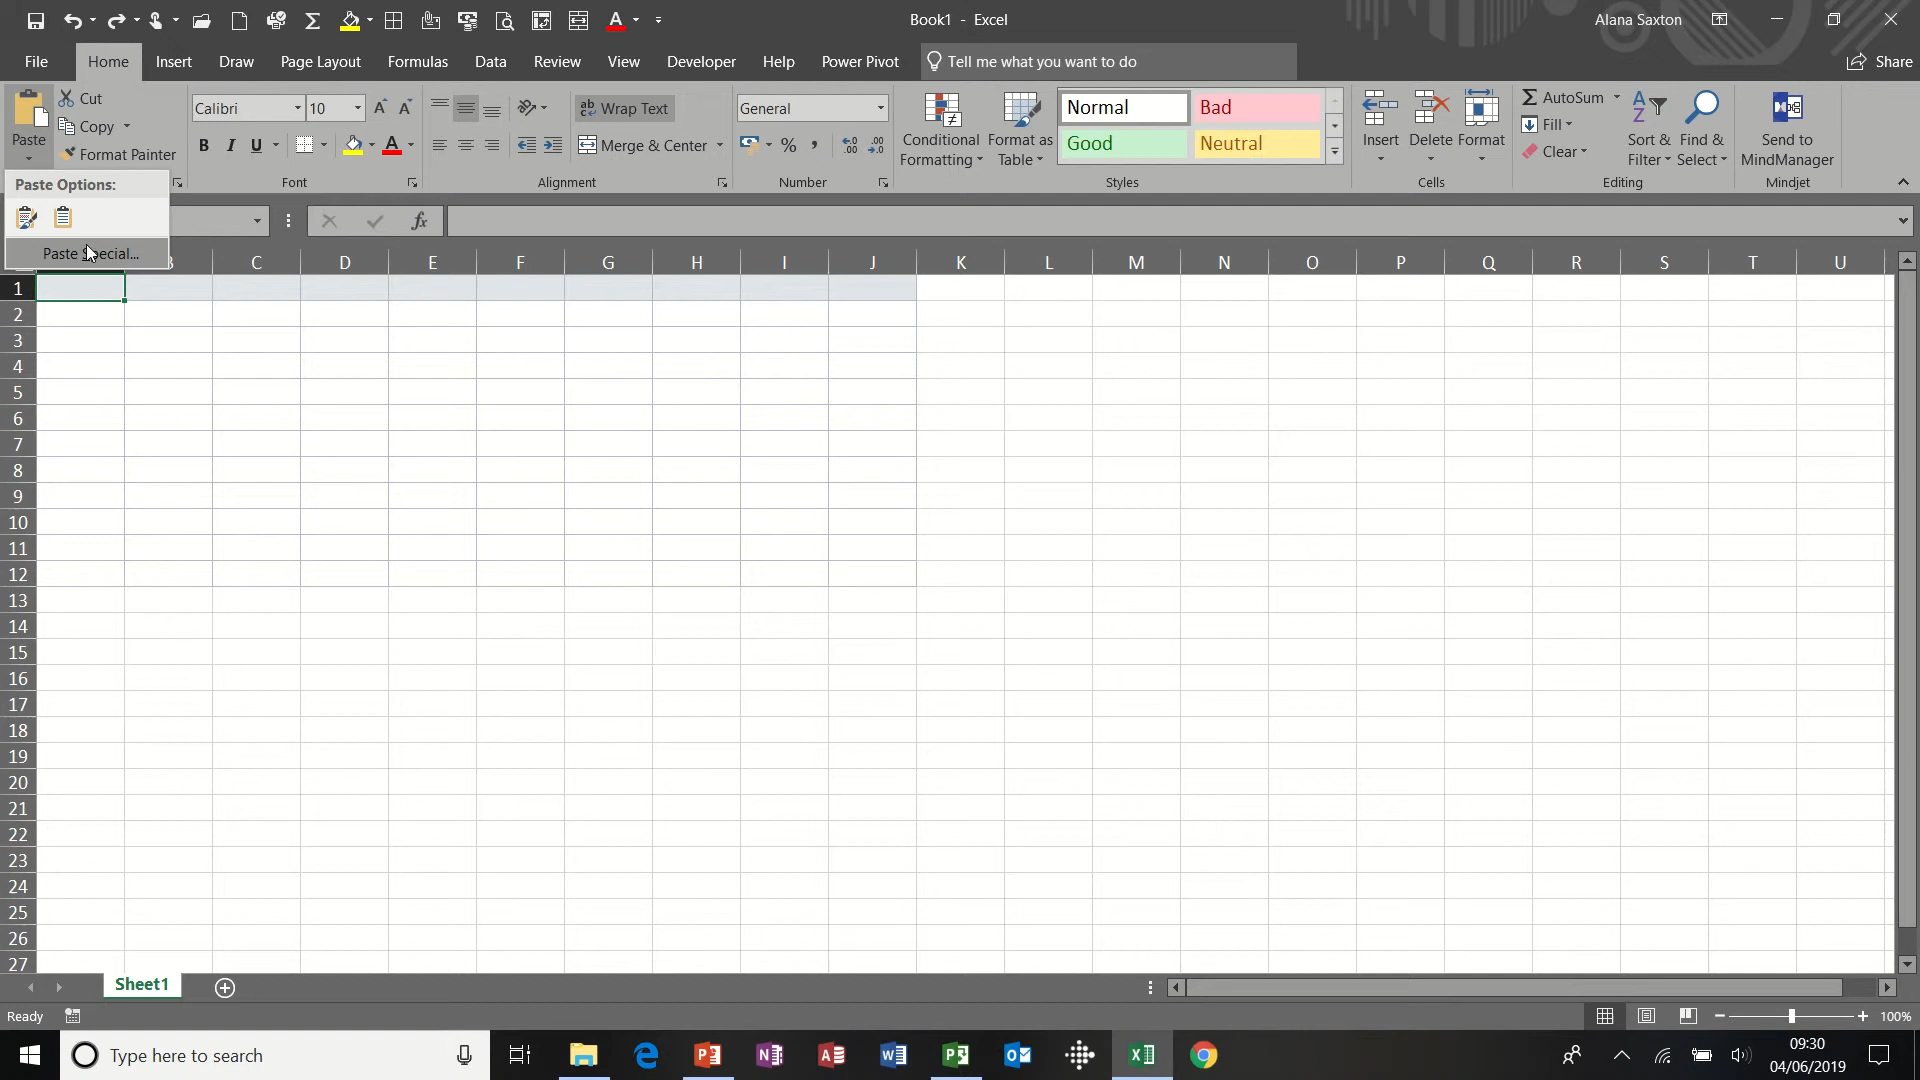 Book1 - Excel
Alana Saxton
File Home Insert Draw Page Layout Formulas Data Review View Developer Help Power Pivot Tell me what you want to do Share
Paste
Cut
Copy
Format Painter
Calibri 10
B I U
Font
Wrap Text
Merge & Center
Alignment
General
%
Number
Conditional Formatting
Format as Table
Normal Bad
Good Neutral
Styles
Insert Delete Format
Cells
AutoSum
Fill
Clear
Sort & Filter
Find & Select
Editing
Send to MindManager
Mindjet
Paste Options:
Paste Special...
fx
B C D E F G H I J K L M N O P Q R S T U
1
2
3
4
5
6
7
8
9
10
11
12
13
14
15
16
17
18
19
20
21
22
23
24
25
26
27
Sheet1
Ready
100%
Type here to search
09:30
04/06/2019